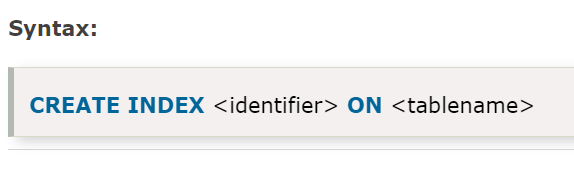 Syntax:
CREATE INDEX <identifier> ON <tablename>